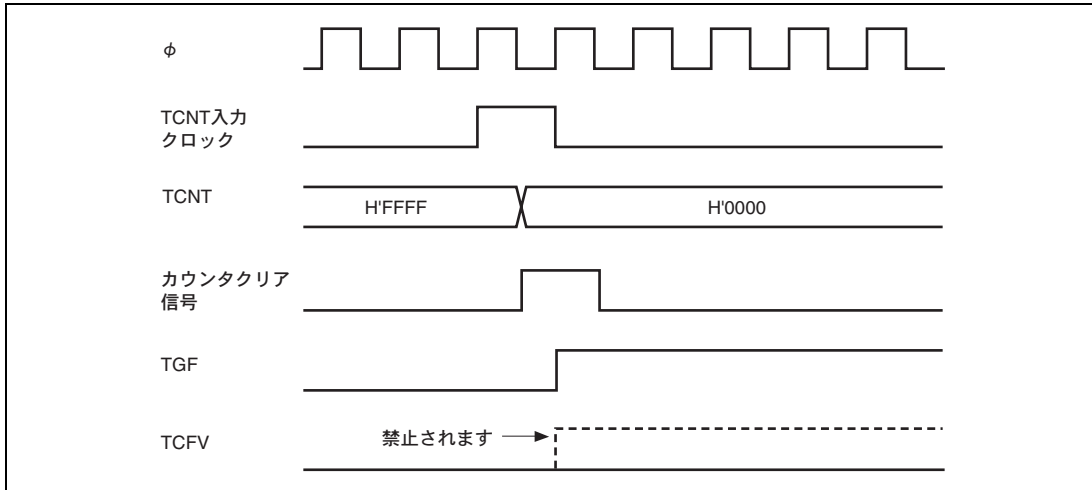 φ
TCNT入力
クロック
TCNT
H'FFFF
H'0000
カウンタクリア
信号
TGF
TCFV
禁止されます